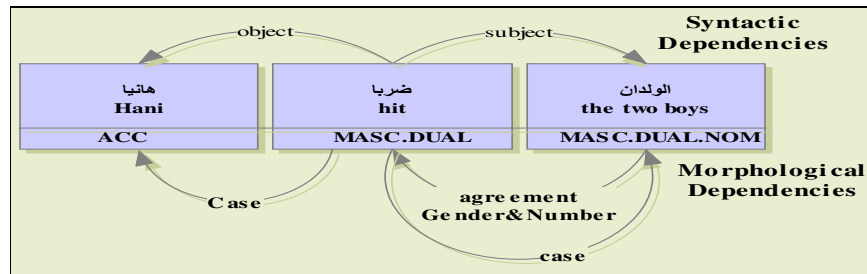 Syntactic
Dependencies
object
subject
هانيا
Hani
ACC
ضربا
hit
MASC.DUAL
الولدان
the two boys
MASC.DUAL.NOM
Morphological
Dependencies
Case
agreement
Gender&Number
case